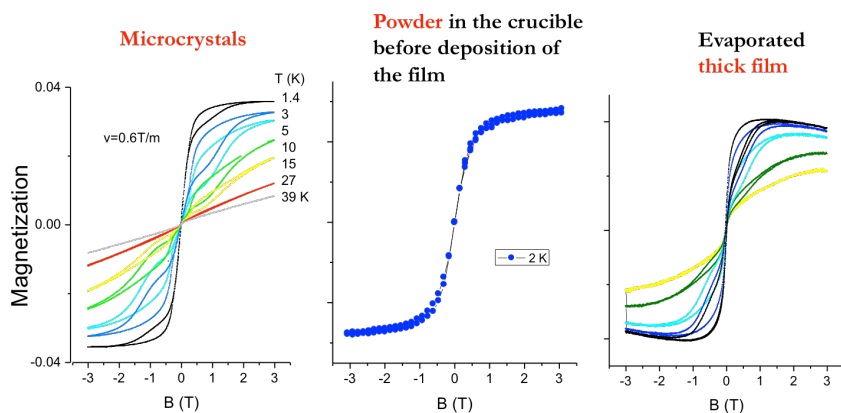 Microcrystals
T (K)
1.4
3
5
10
15
27
39 K
v=0.6T/m
0.04
0.00
-0.04
Magnetization
-3 -2 -1 0 1 2 3
B (T)
Powder in the crucible
before deposition of
the film
2 K
-3 -2 -1 0 1 2 3
B (T)
Evaporated
thick film
-3 -2 -1 0 1 2 3
B (T)